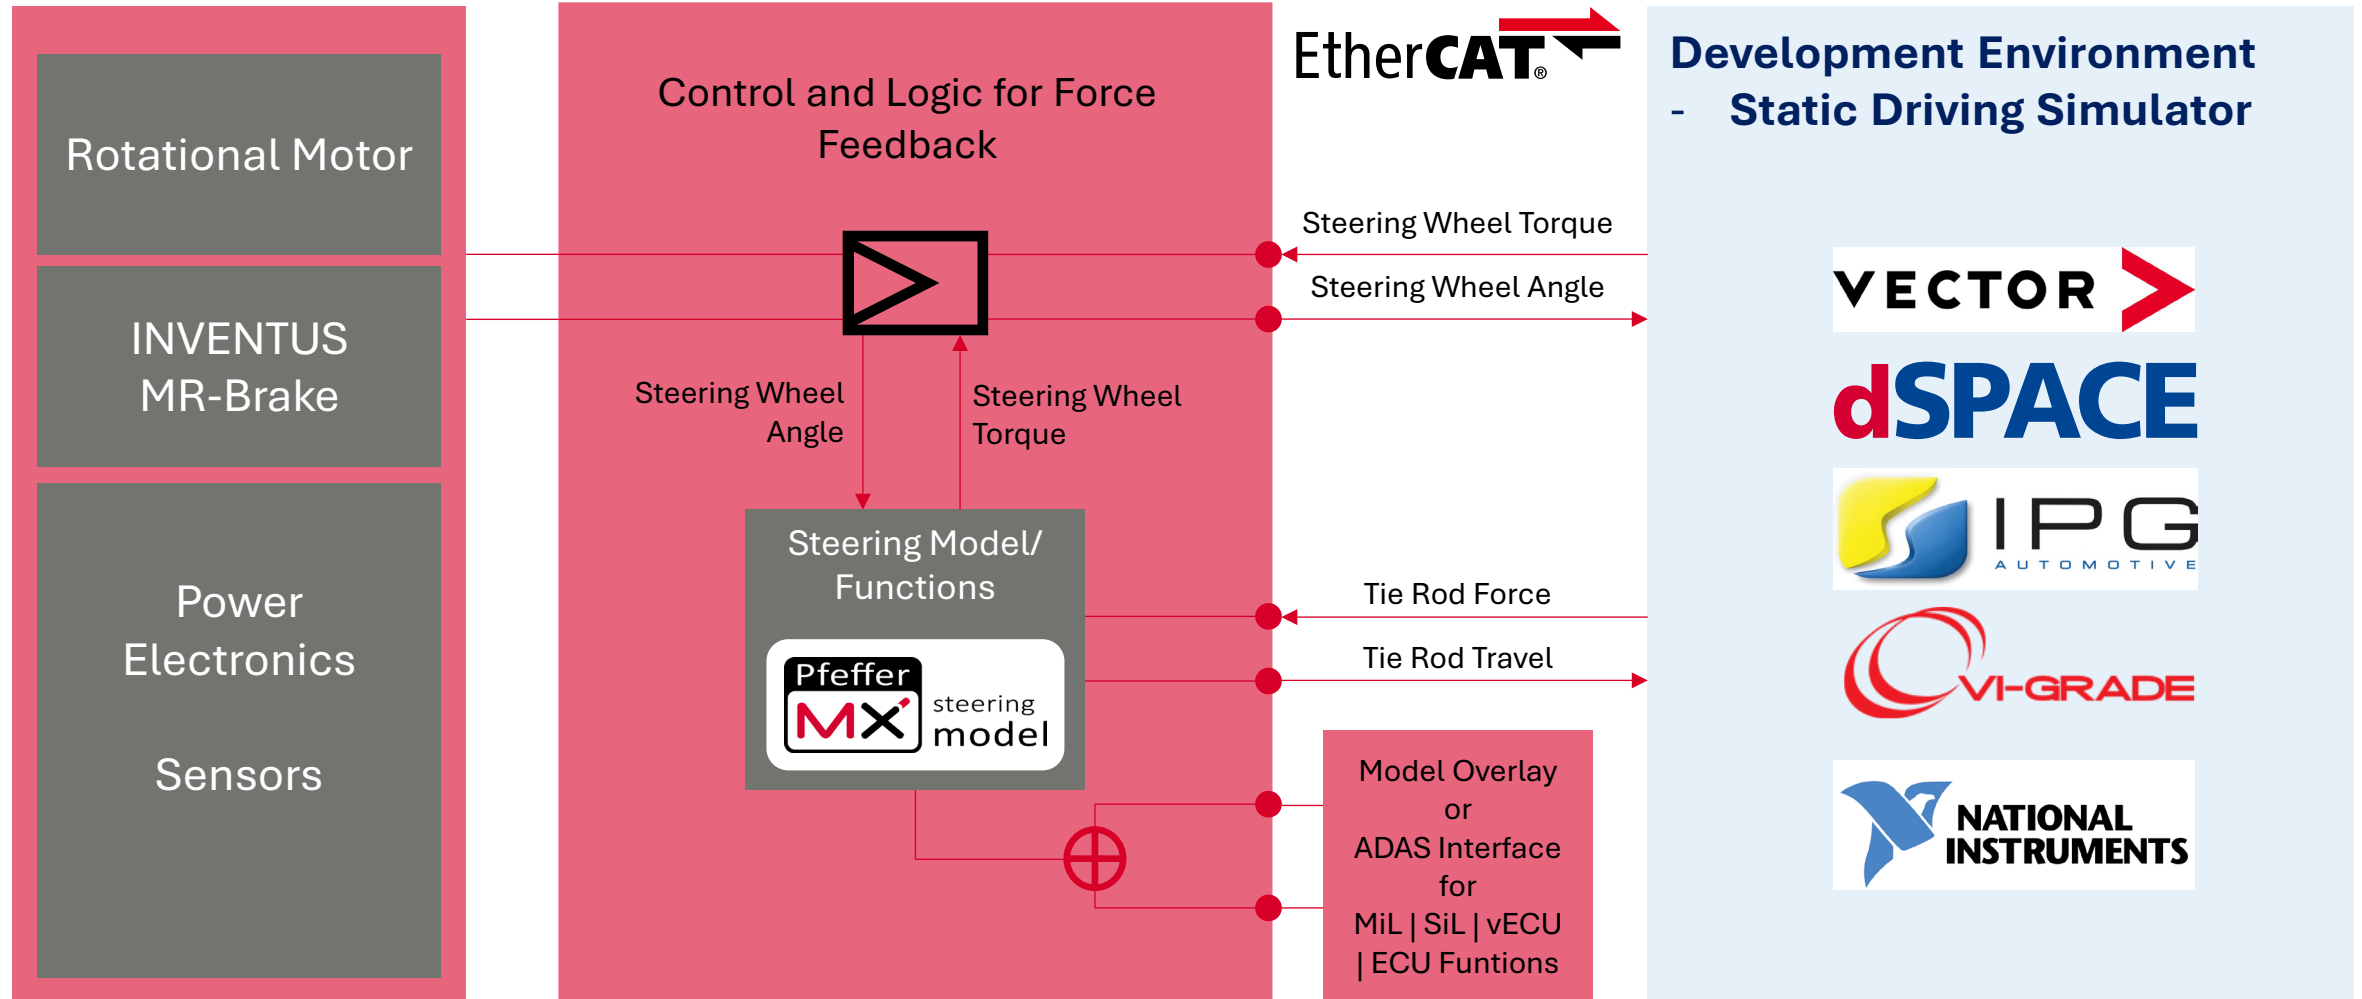 Rotational Motor
INVENTUS
MR-Brake
Power
Electronics
Sensors
Control and Logic for Force
Feedback
Steering Wheel
Angle
Steering Wheel
Torque
Steering Model/
Functions
Pfeffer
MX
steering
model
EtherCAT®
Steering Wheel Torque
Steering Wheel Angle
Tie Rod Force
Tie Rod Travel
Model Overlay
or
ADAS Interface
for
MiL | SiL | vECU
| ECU Funtions
Development Environment
- Static Driving Simulator
VECTOR
dSPACE
IPG
AUTOMOTIVE
VI-GRADE
NATIONAL
INSTRUMENTS